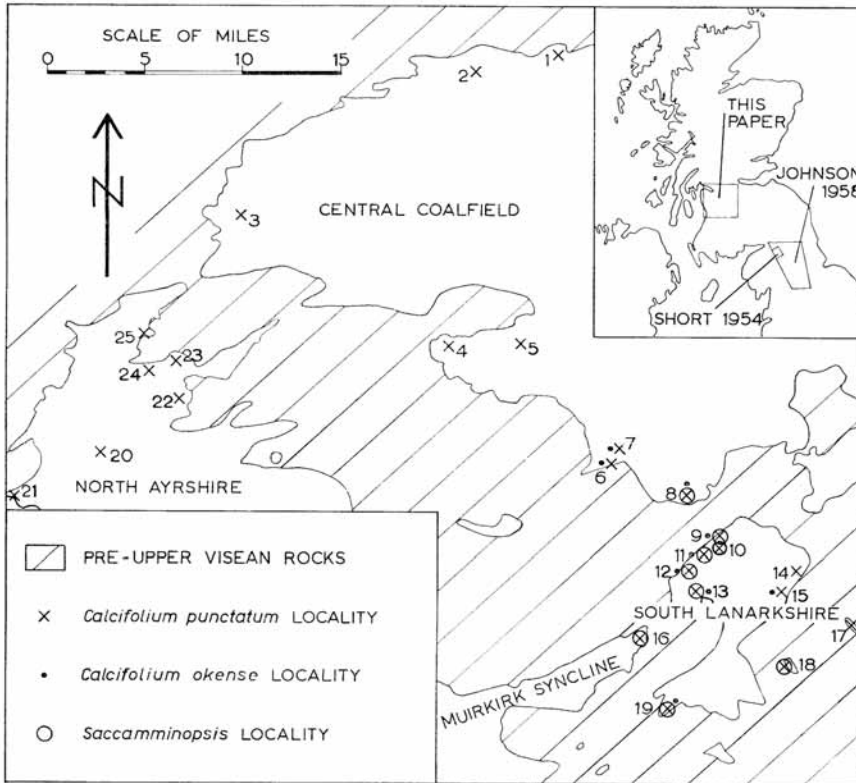 SCALE OF MILES
0 5 10 15
N
THIS
PAPER
JOHNSON
1958
SHORT 1954
1
2
3
CENTRAL COALFIELD
4
5
25
23
24
22
20
21
NORTH AYRSHIRE
7
6
8
9
10
11
12
13
14
15
SOUTH LANARKSHIRE
16
17
18
19
MUIRKIRK SYNCLINE
PRE-UPPER VISEAN ROCKS
Calcifolium punctatum LOCALITY
Calcifolium okense LOCALITY
Saccamminopsis LOCALITY